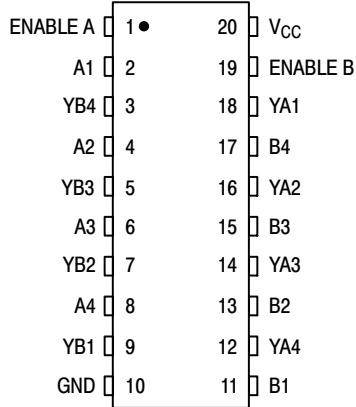 ENABLE A 1 20 VCC
A1 2 19 ENABLE B
YB4 3 18 YA1
A2 4 17 B4
YB3 5 16 YA2
A3 6 15 B3
YB2 7 14 YA3
A4 8 13 B2
YB1 9 12 YA4
GND 10 11 B1